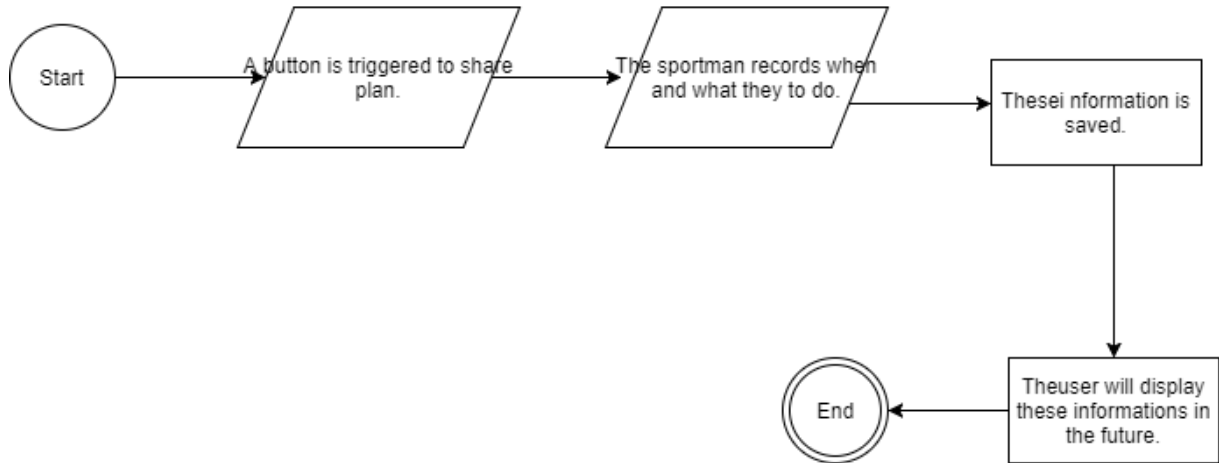 Start
A button is triggered to share
plan.
The sportman records when
and what they to do.
Thesei nformation is
saved.
Theuser will display
these informations in
the future.
End